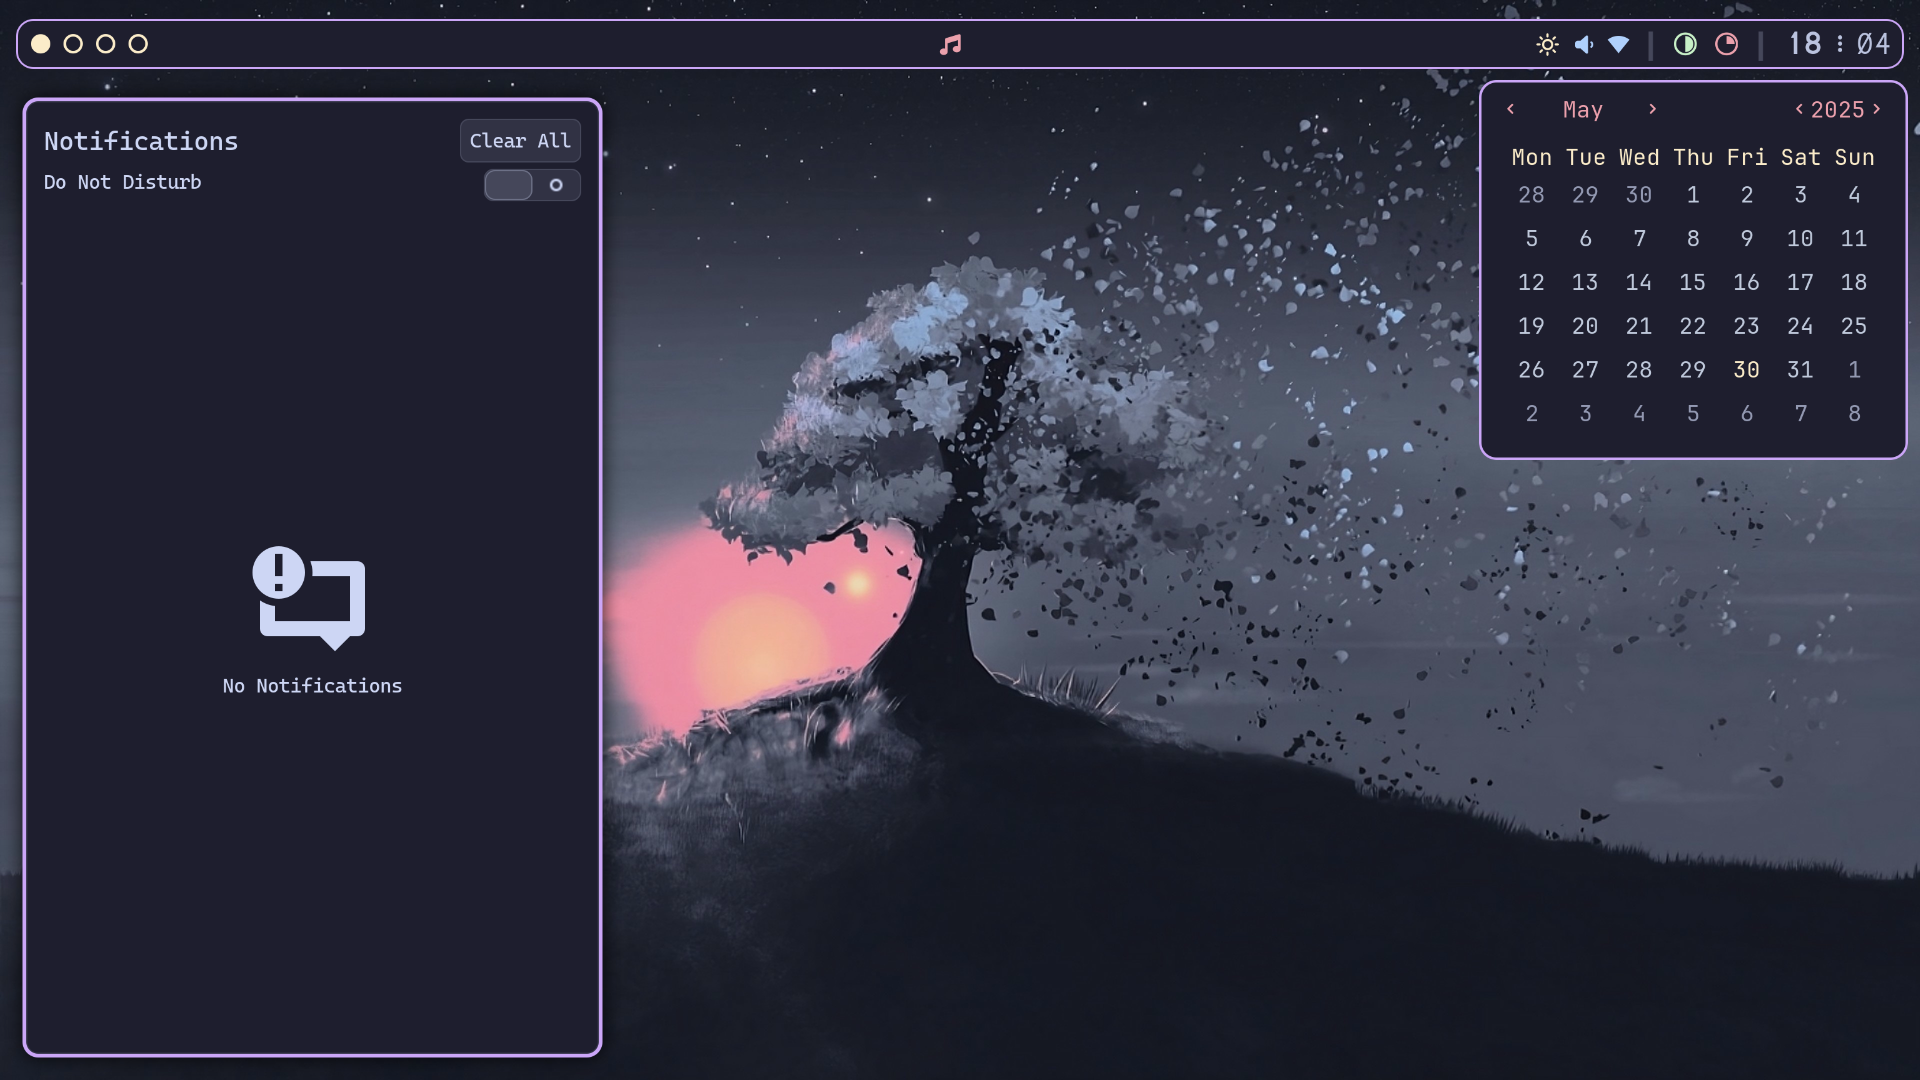 18 : 04
Notifications
Clear All
Do Not Disturb
No Notifications
< May > < 2025 >
Mon Tue Wed Thu Fri Sat Sun
28 29 30 1 2 3 4
5 6 7 8 9 10 11
12 13 14 15 16 17 18
19 20 21 22 23 24 25
26 27 28 29 30 31 1
2 3 4 5 6 7 8